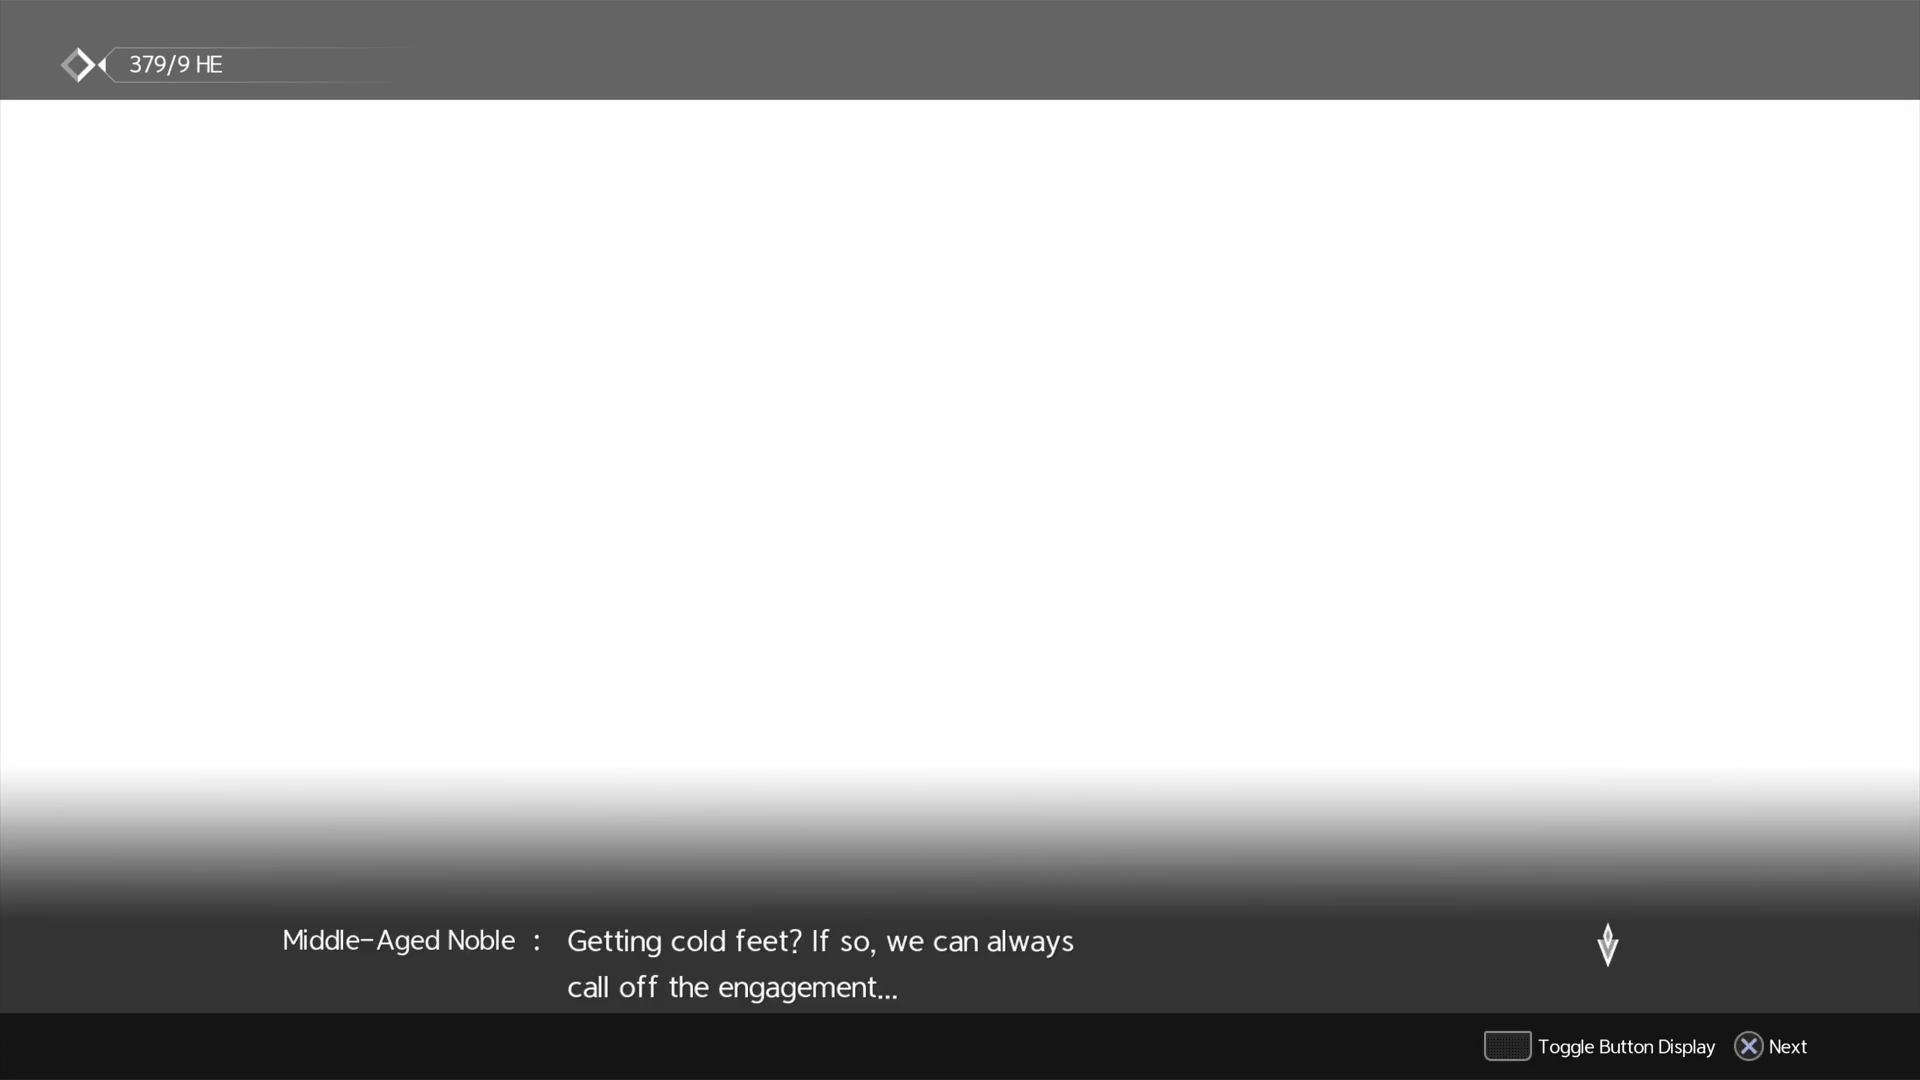 379/9 HE
Middle-Aged Noble : Getting cold feet? If so, we can always
call off the engagement...
Toggle Button Display Next